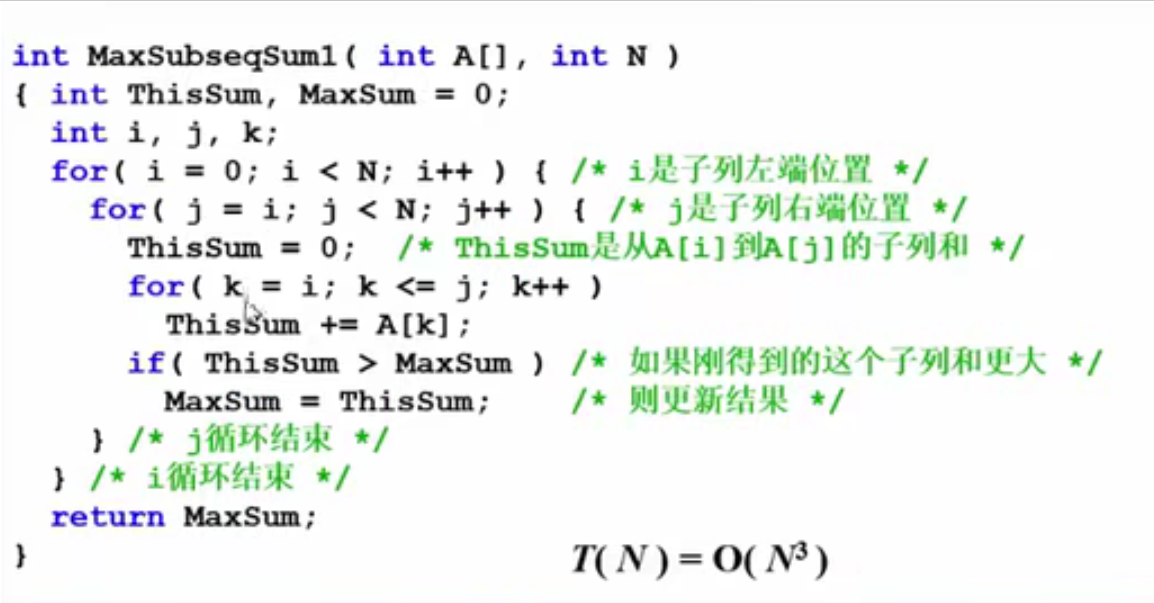 int MaxSubseqSum1( int A[], int N )
{ int ThisSum, MaxSum = 0;
int i, j, k;
for( i = 0; i < N; i++ ) { /* i是子列左端位置 */
for( j = i; j < N; j++ ) { /* j是子列右端位置 */
ThisSum = 0; /* ThisSum是从A[i]到A[j]的子列和 */
for( k = i; k <= j; k++ )
ThisSum += A[k];
if( ThisSum > MaxSum ) /* 如果刚得到的这个子列和更大 */
MaxSum = ThisSum; /* 则更新结果 */
} /* j循环结束 */
} /* i循环结束 */
return MaxSum;
}
T( N ) = O( N³ )